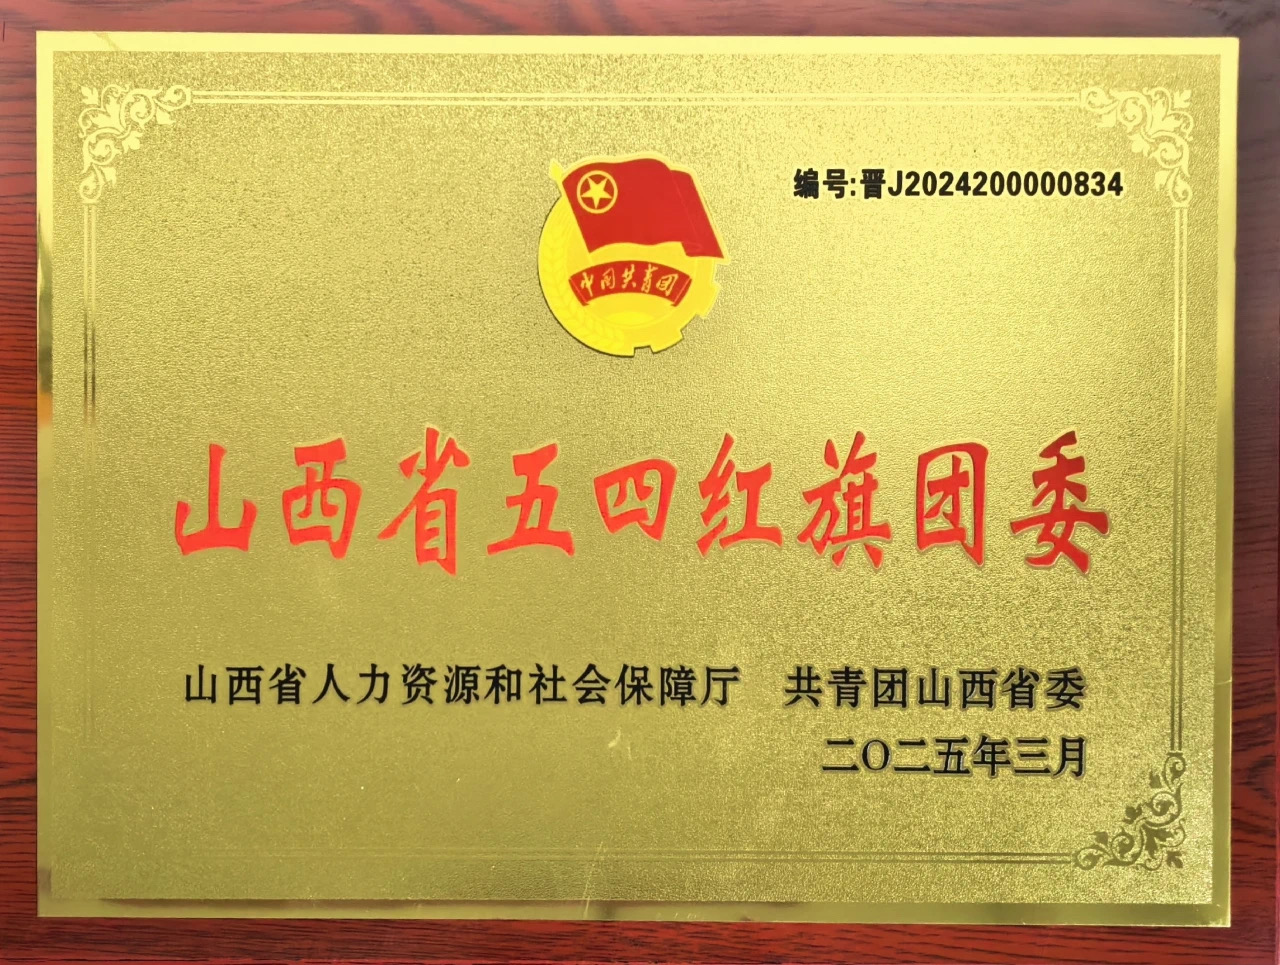 编号:晋J2024200000834
中国共青团
山西省五四红旗团委
山西省人力资源和社会保障厅 共青团山西省委
二〇二五年三月